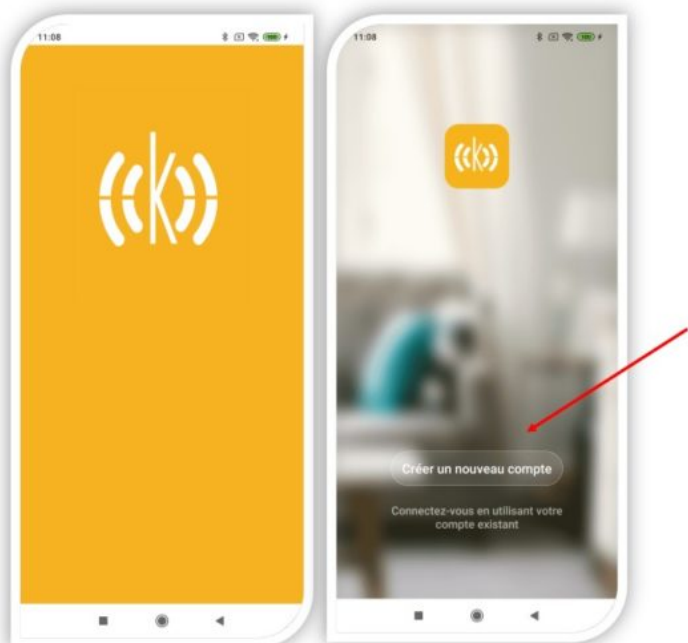 11:08
((k))
11:08
((k))
Créer un nouveau compte
Connectez-vous en utilisant votre
compte existant